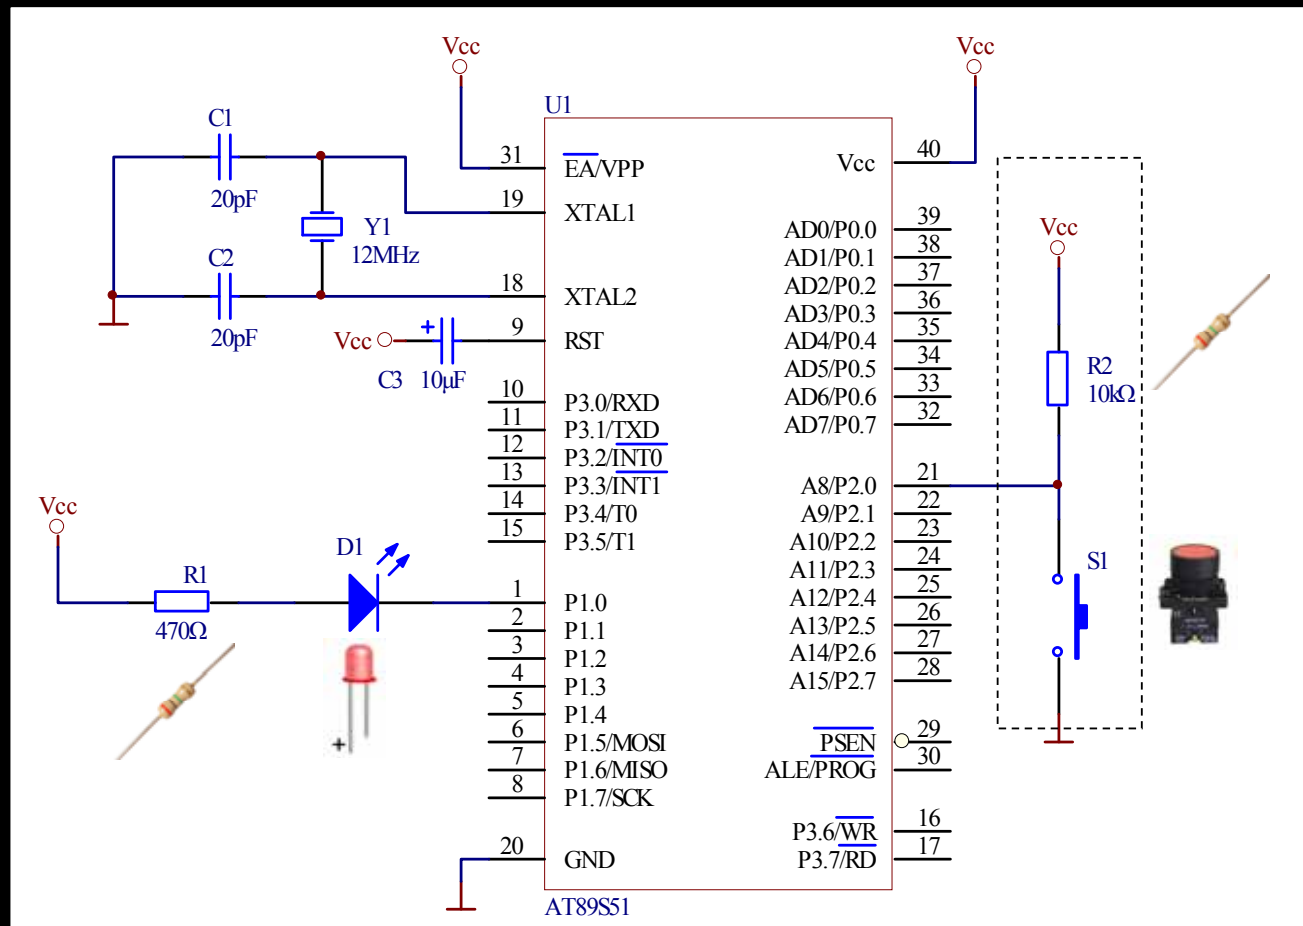 Vcc
Vcc
U1
C1
20pF
Y1
12MHz
C2
20pF
Vcc
+
C3 10μF
31 EA/VPP
19 XTAL1
18 XTAL2
9 RST
10 P3.0/RXD
11 P3.1/TXD
12 P3.2/INT0
13 P3.3/INT1
14 P3.4/T0
15 P3.5/T1
Vcc
R1
470Ω
D1
+
1 P1.0
2 P1.1
3 P1.2
4 P1.3
5 P1.4
6 P1.5/MOSI
7 P1.6/MISO
8 P1.7/SCK
20 GND
Vcc 40
AD0/P0.0 39
AD1/P0.1 38
AD2/P0.2 37
AD3/P0.3 36
AD4/P0.4 35
AD5/P0.5 34
AD6/P0.6 33
AD7/P0.7 32
A8/P2.0 21
A9/P2.1 22
A10/P2.2 23
A11/P2.3 24
A12/P2.4 25
A13/P2.5 26
A14/P2.6 27
A15/P2.7 28
PSEN 29
ALE/PROG 30
P3.6/WR 16
P3.7/RD 17
AT89S51
Vcc
R2
10kΩ
S1